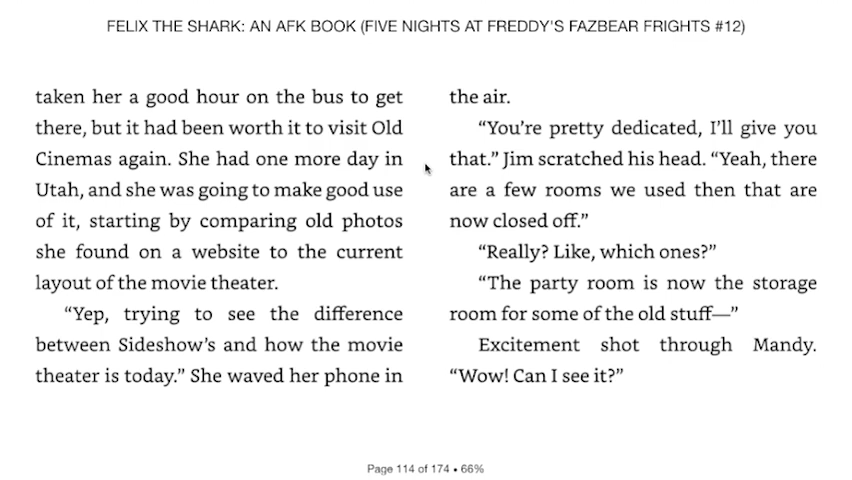 FELIX THE SHARK: AN AFK BOOK (FIVE NIGHTS AT FREDDY'S FAZBEAR FRIGHTS #12)
taken her a good hour on the bus to get
there, but it had been worth it to visit Old
Cinemas again. She had one more day in
Utah, and she was going to make good use
of it, starting by comparing old photos
she found on a website to the current
layout of the movie theater.
“Yep, trying to see the difference
between Sideshow’s and how the movie
theater is today.” She waved her phone in
the air.
“You’re pretty dedicated, I’ll give you
that.” Jim scratched his head. “Yeah, there
are a few rooms we used then that are
now closed off.”
“Really? Like, which ones?”
“The party room is now the storage
room for some of the old stuff—”
Excitement shot through Mandy.
“Wow! Can I see it?”
Page 114 of 174 • 66%